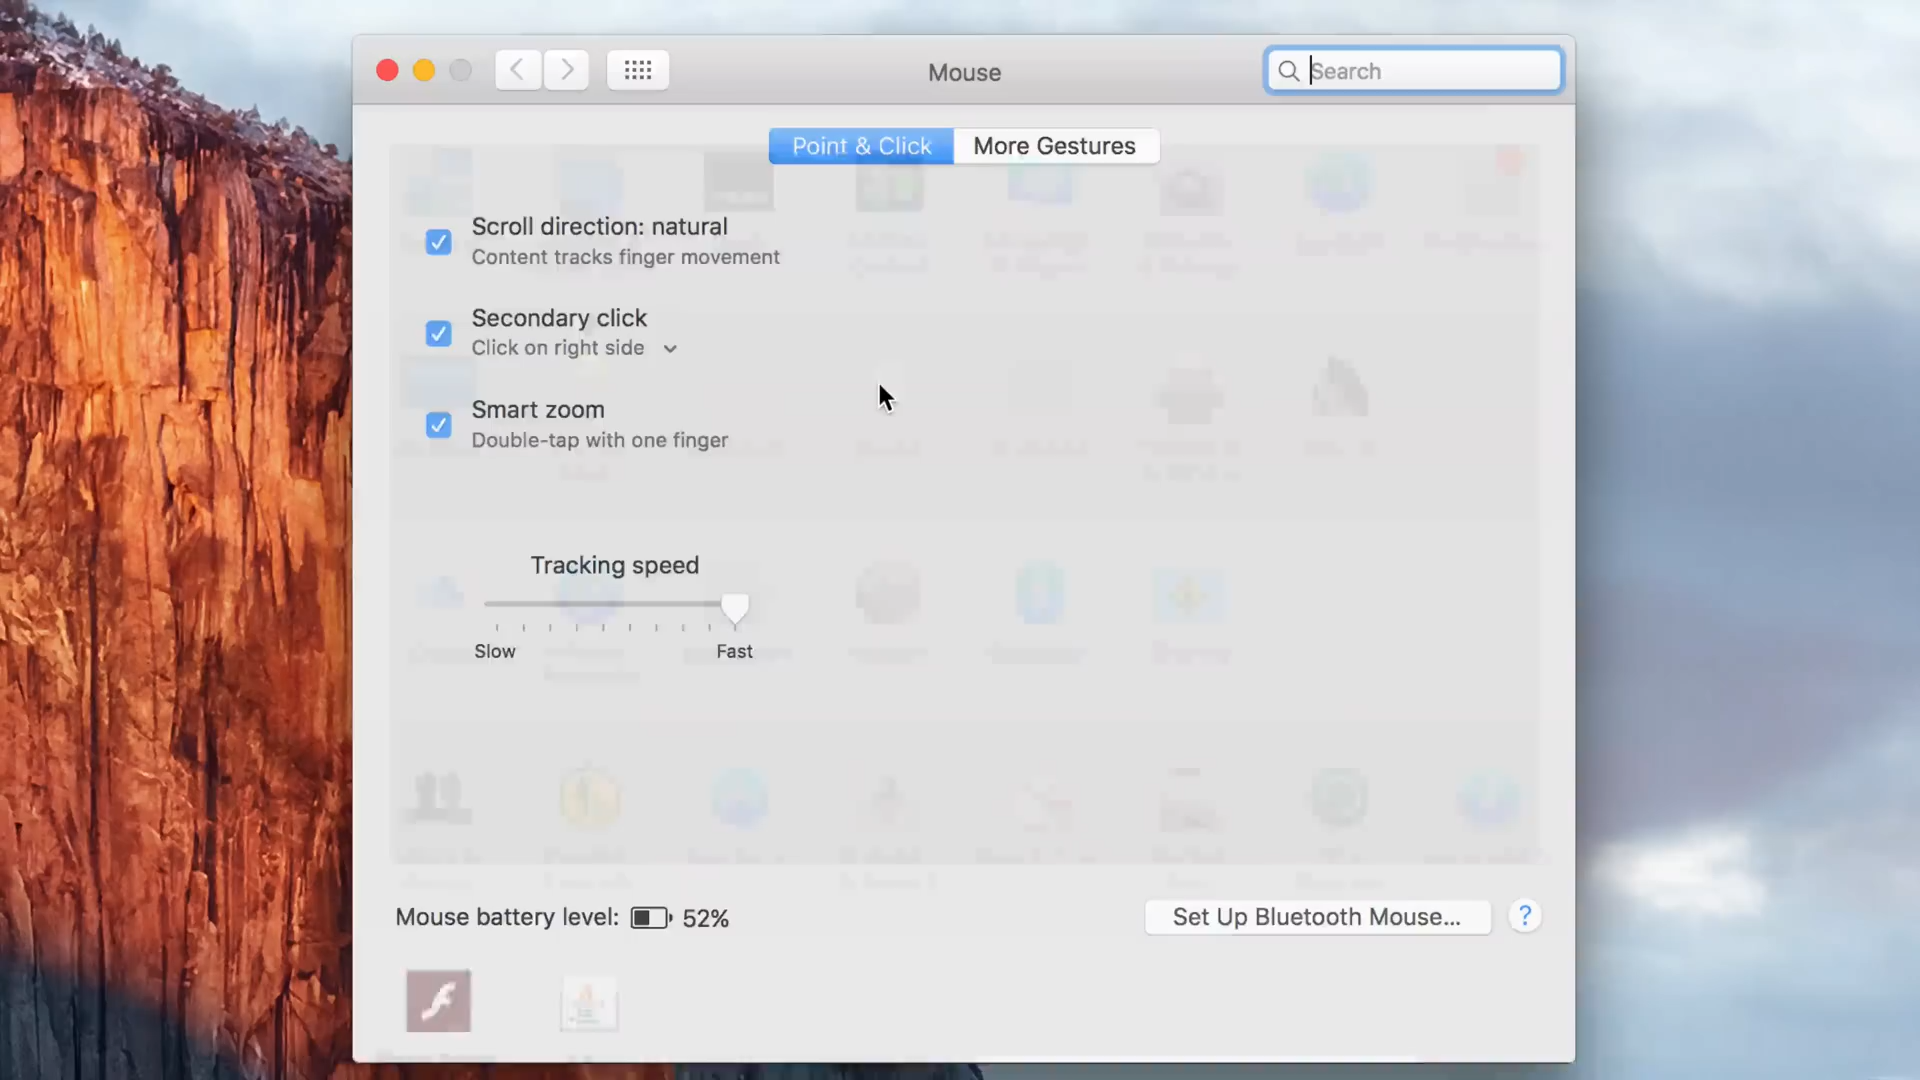 Mouse
Search
Point & Click
More Gestures
Scroll direction: natural
Content tracks finger movement
Secondary click
Click on right side
Smart zoom
Double-tap with one finger
Tracking speed
Slow
Fast
Mouse battery level: 52%
Set Up Bluetooth Mouse...
?